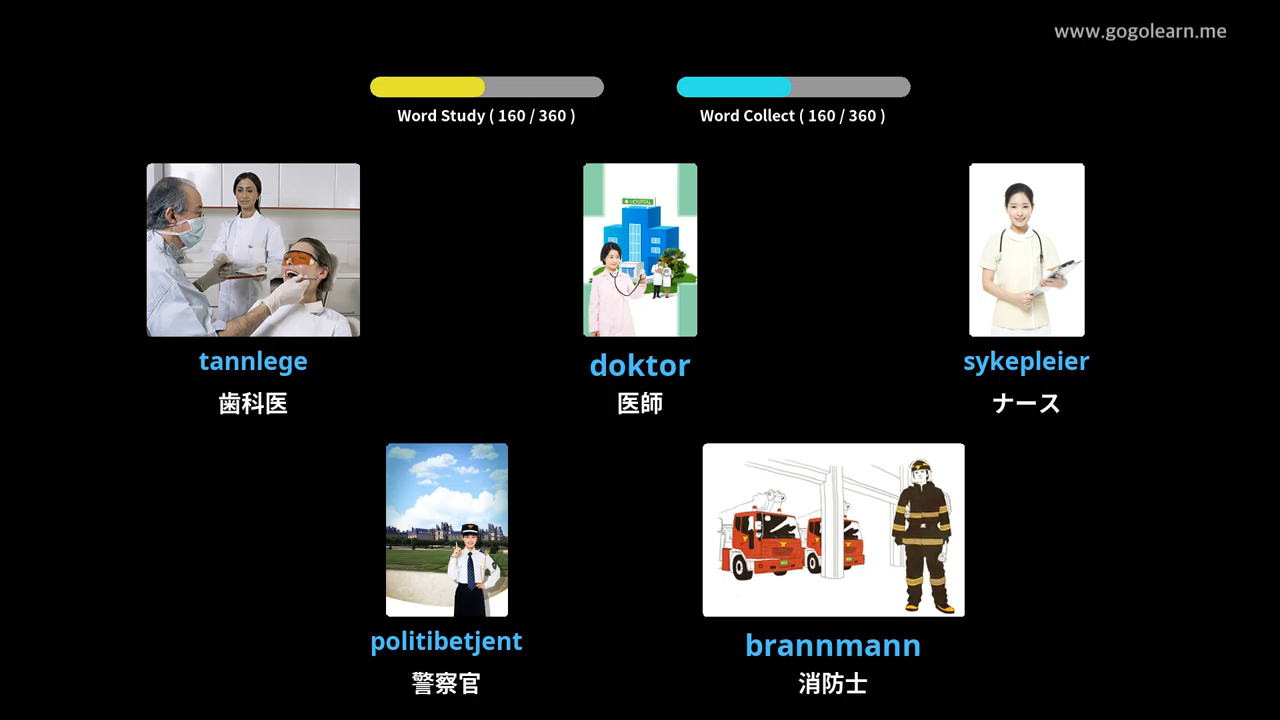 www.gogolearn.me
Word Study ( 160 / 360 )
Word Collect ( 160 / 360 )
HOSPITAL
tannlege
doktor
sykepleier
歯科医
医師
ナース
politibetjent
brannmann
警察官
消防士